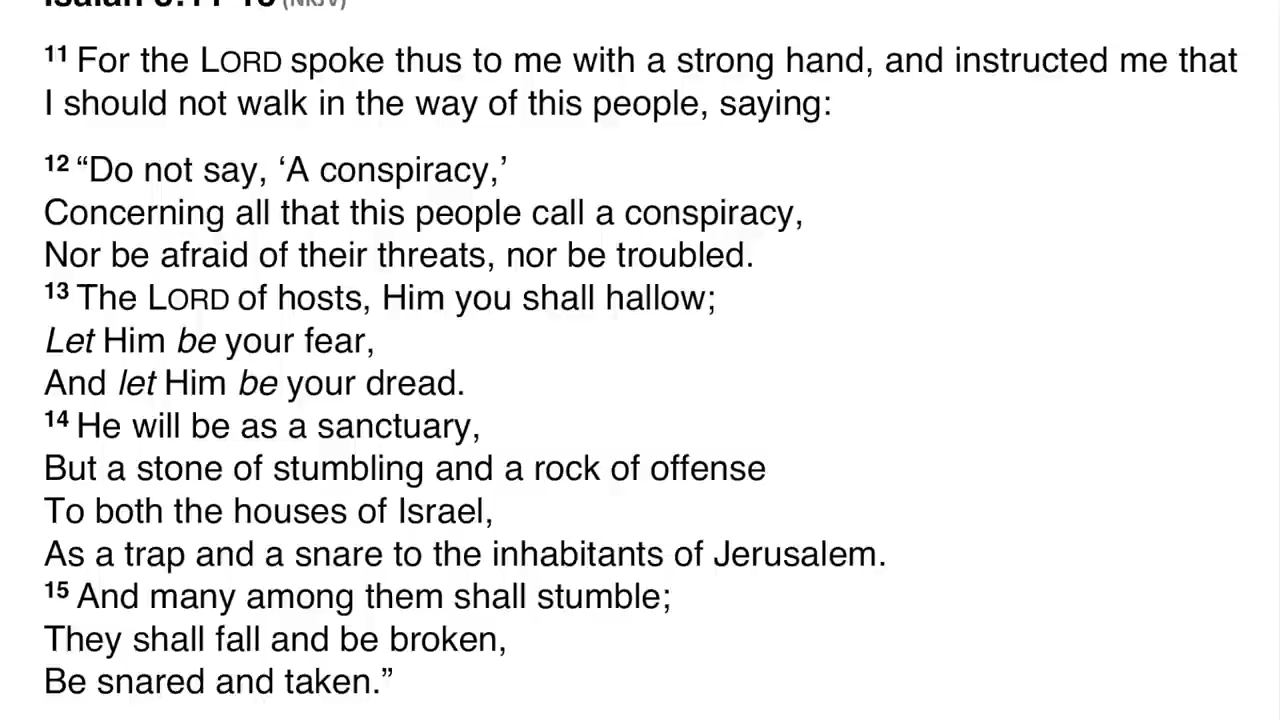 11 For the LORD spoke thus to me with a strong hand, and instructed me that
I should not walk in the way of this people, saying:
12 “Do not say, ‘A conspiracy,’
Concerning all that this people call a conspiracy,
Nor be afraid of their threats, nor be troubled.
13 The LORD of hosts, Him you shall hallow;
Let Him be your fear,
And let Him be your dread.
14 He will be as a sanctuary,
But a stone of stumbling and a rock of offense
To both the houses of Israel,
As a trap and a snare to the inhabitants of Jerusalem.
15 And many among them shall stumble;
They shall fall and be broken,
Be snared and taken.”